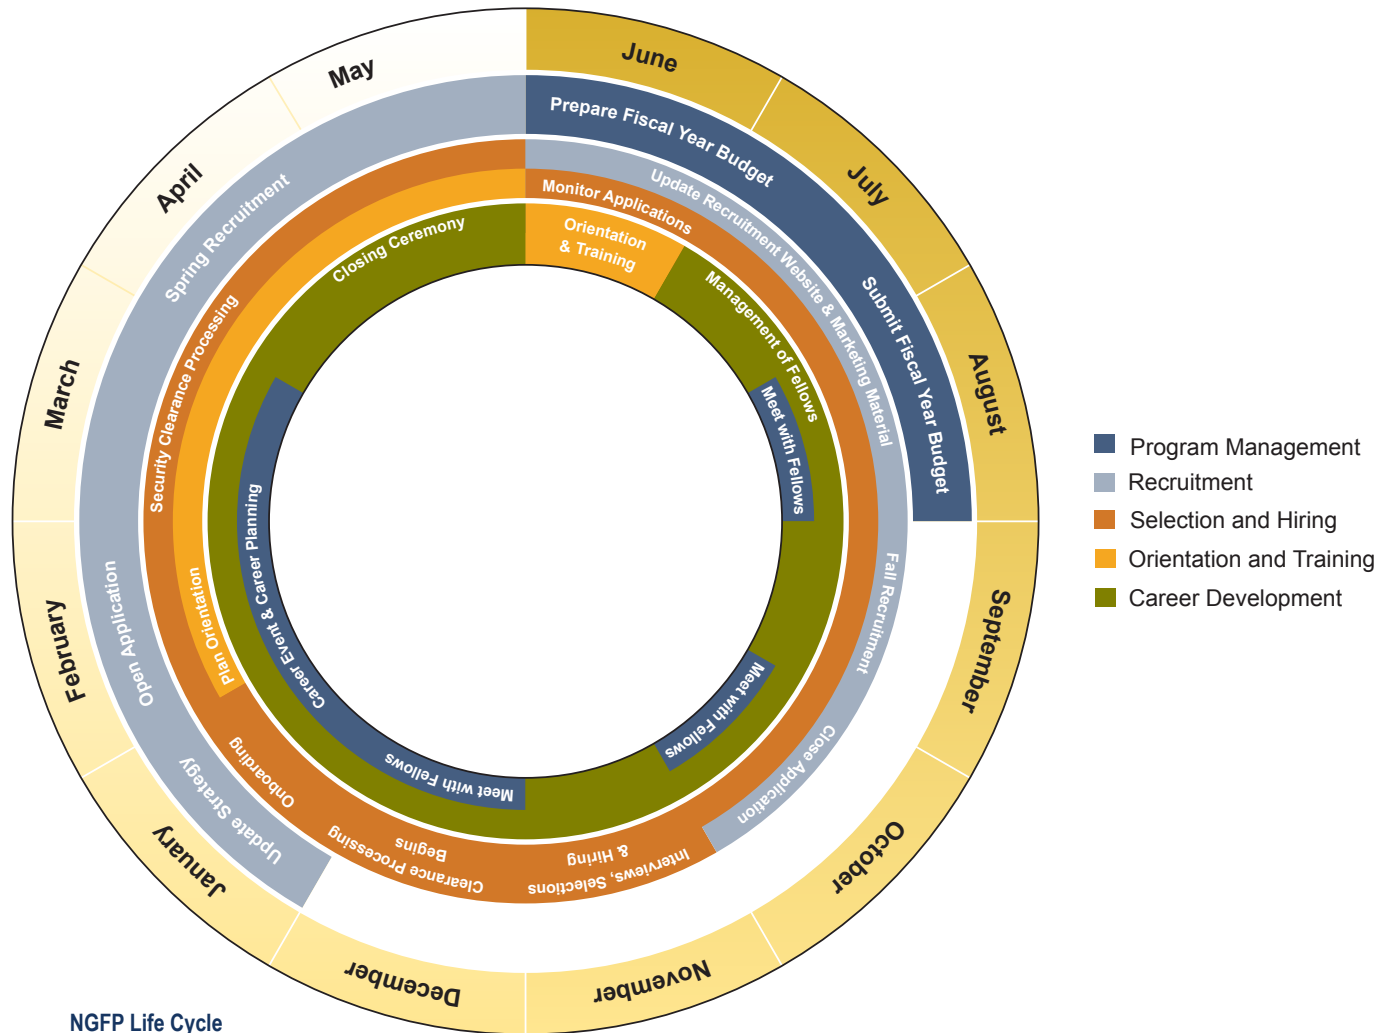 June
July
August
September
October
November
December
January
February
March
April
May
Prepare Fiscal Year Budget
Submit Fiscal Year Budget
Update Strategy
Open Application
Spring Recruitment
Update Recruitment Website & Marketing Material
Fall Recruitment
Close Application
Monitor Applications
Interviews, Selections
& Hiring
Clearance Processing
Begins
Onboarding
Security Clearance Processing
Plan Orientation
Orientation
& Training
Management of Fellows
Closing Ceremony
Meet with Fellows
Meet with Fellows
Meet with Fellows
Career Event & Career Planning
Program Management
Recruitment
Selection and Hiring
Orientation and Training
Career Development
NGFP Life Cycle